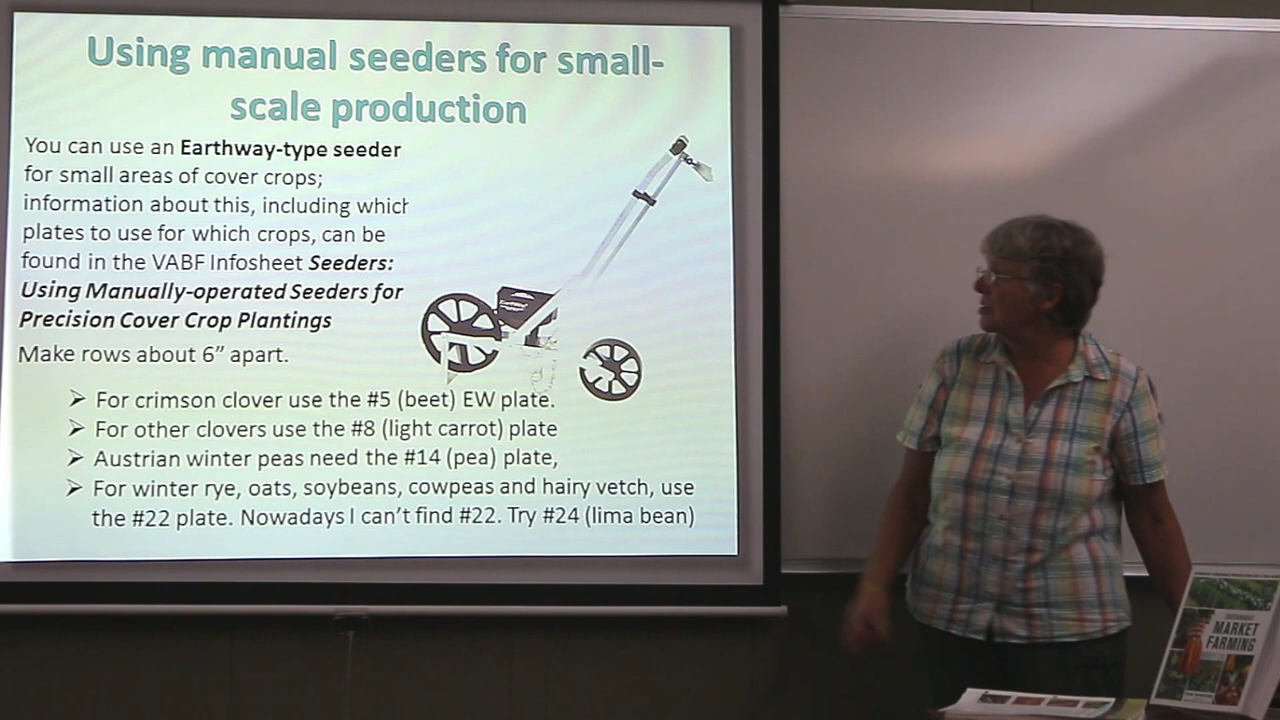 Using manual seeders for small-
scale production
You can use an Earthway-type seeder
for small areas of cover crops;
information about this, including which
plates to use for which crops, can be
found in the VABF Infosheet Seeders:
Using Manually-operated Seeders for
Precision Cover Crop Plantings
Make rows about 6” apart.
➢ For crimson clover use the #5 (beet) EW plate.
➢ For other clovers use the #8 (light carrot) plate
➢ Austrian winter peas need the #14 (pea) plate,
➢ For winter rye, oats, soybeans, cowpeas and hairy vetch, use
the #22 plate. Nowadays I can’t find #22. Try #24 (lima bean)
EarthWay
SUSTAINABLE
MARKET
FARMING